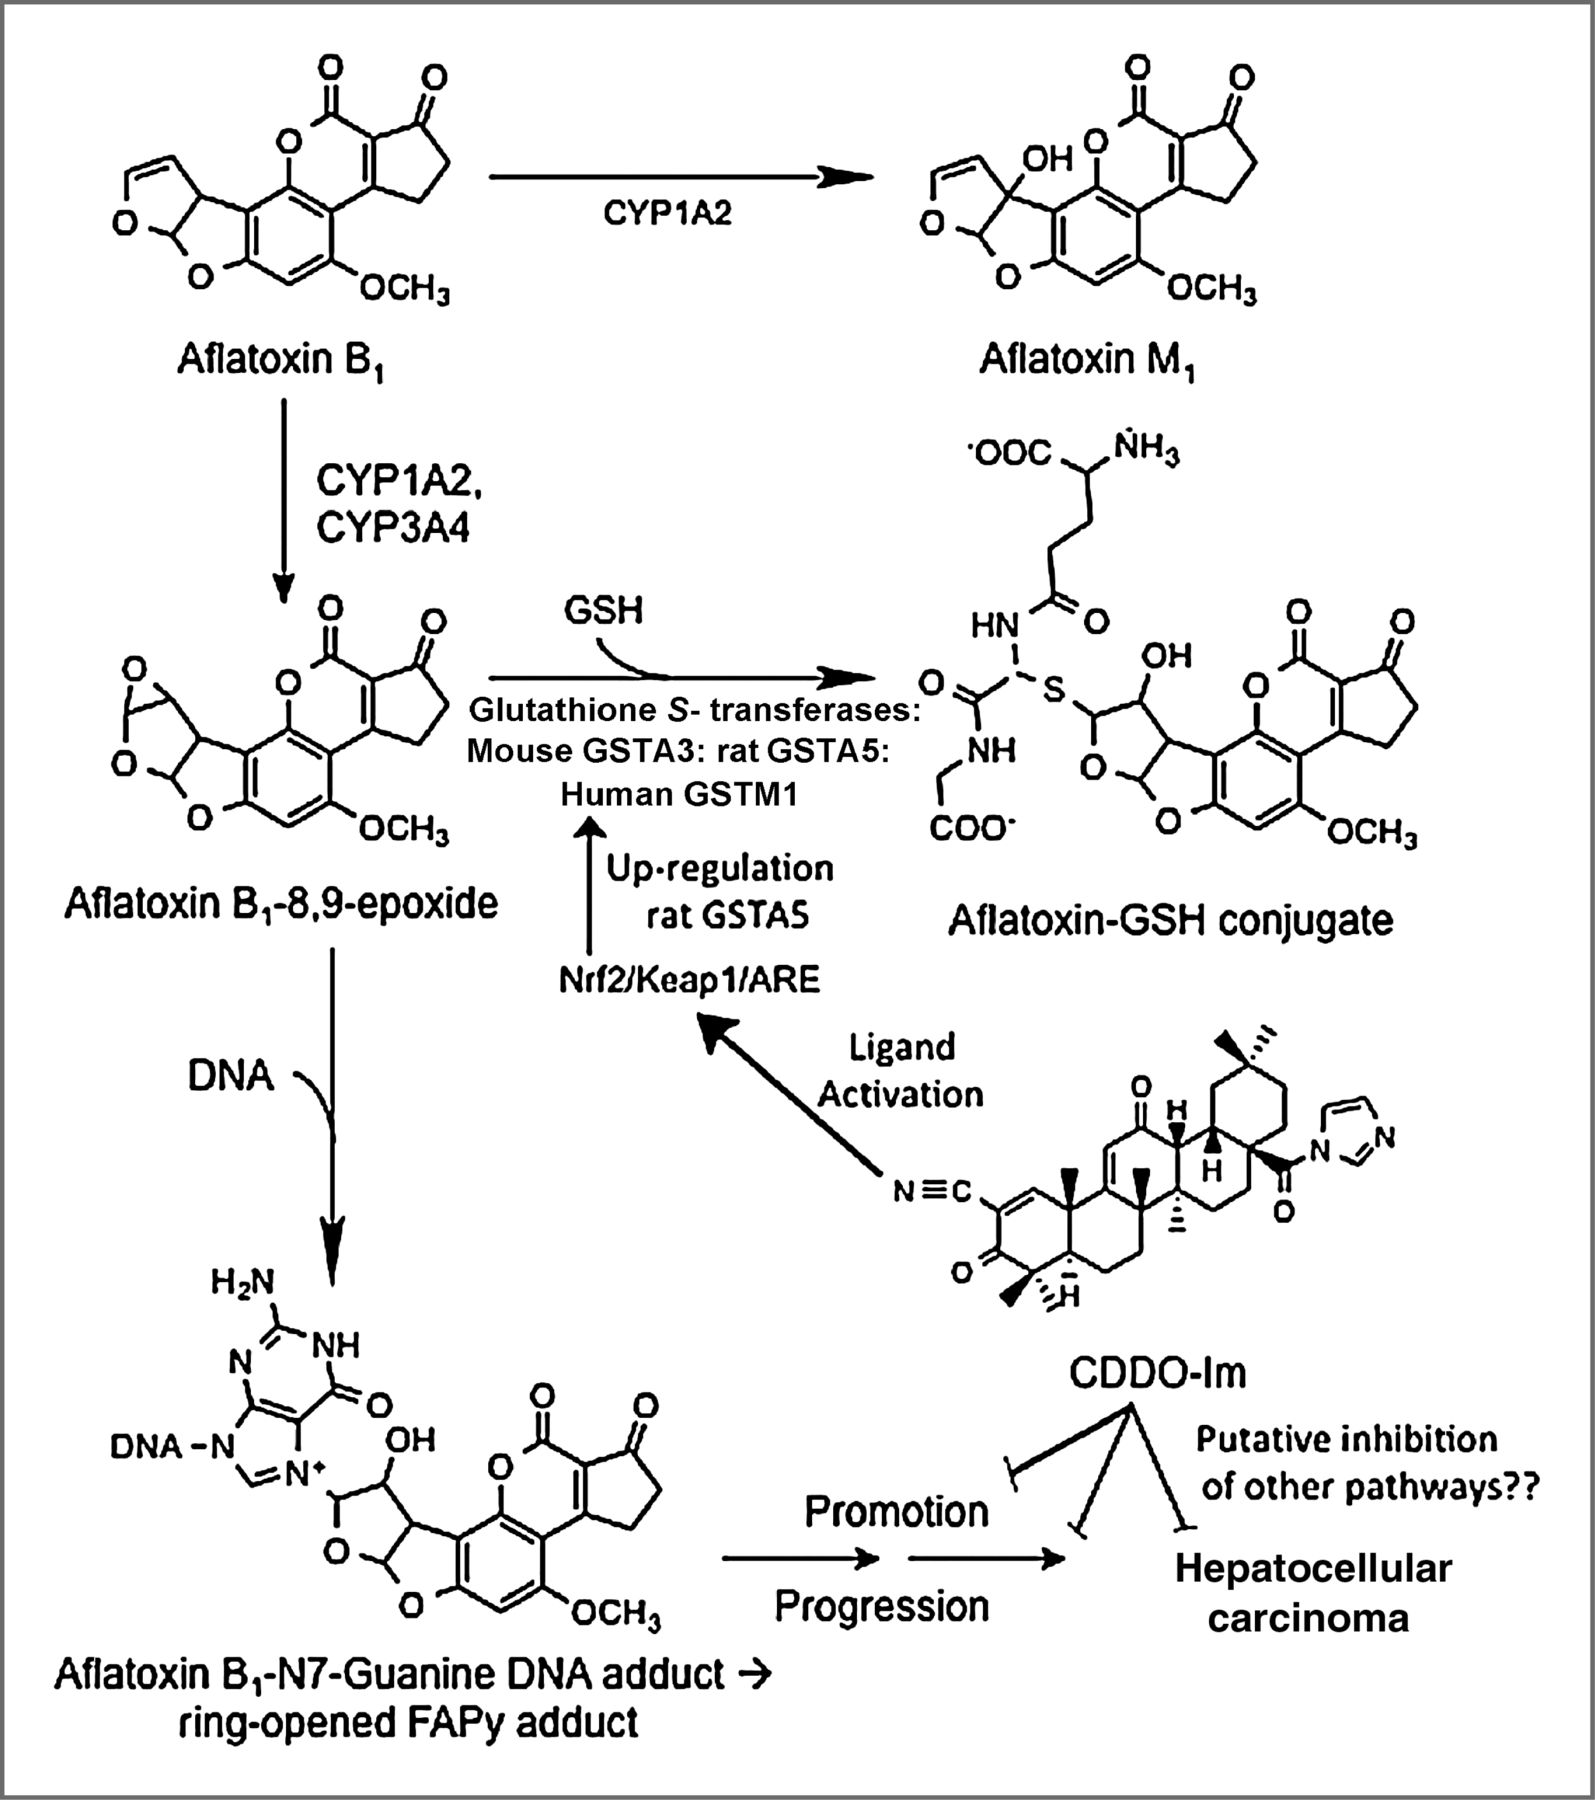 O
O
O
O
O
OCH3
Aflatoxin B1
CYP1A2
O
O
O
OH
O
O
OCH3
Aflatoxin M1
CYP1A2,
CYP3A4
·OOC
NH3
HN
O
O
S
OH
NH
COO-
O
O
O
O
O
OCH3
Aflatoxin-GSH conjugate
GSH
Glutathione S- transferases:
Mouse GSTA3: rat GSTA5:
Human GSTM1
O
O
O
O
O
O
OCH3
Aflatoxin B1-8,9-epoxide
Up-regulation
rat GSTA5
Nrf2/Keap1/ARE
Ligand
Activation
DNA
N≡C
O
O
H
H
H
O
N
N
CDDO-Im
Putative inhibition
of other pathways??
H2N
N
NH
O
DNA-N
N+
OH
O
O
O
O
O
OCH3
Promotion
Progression
Hepatocellular
carcinoma
Aflatoxin B1-N7-Guanine DNA adduct →
ring-opened FAPy adduct